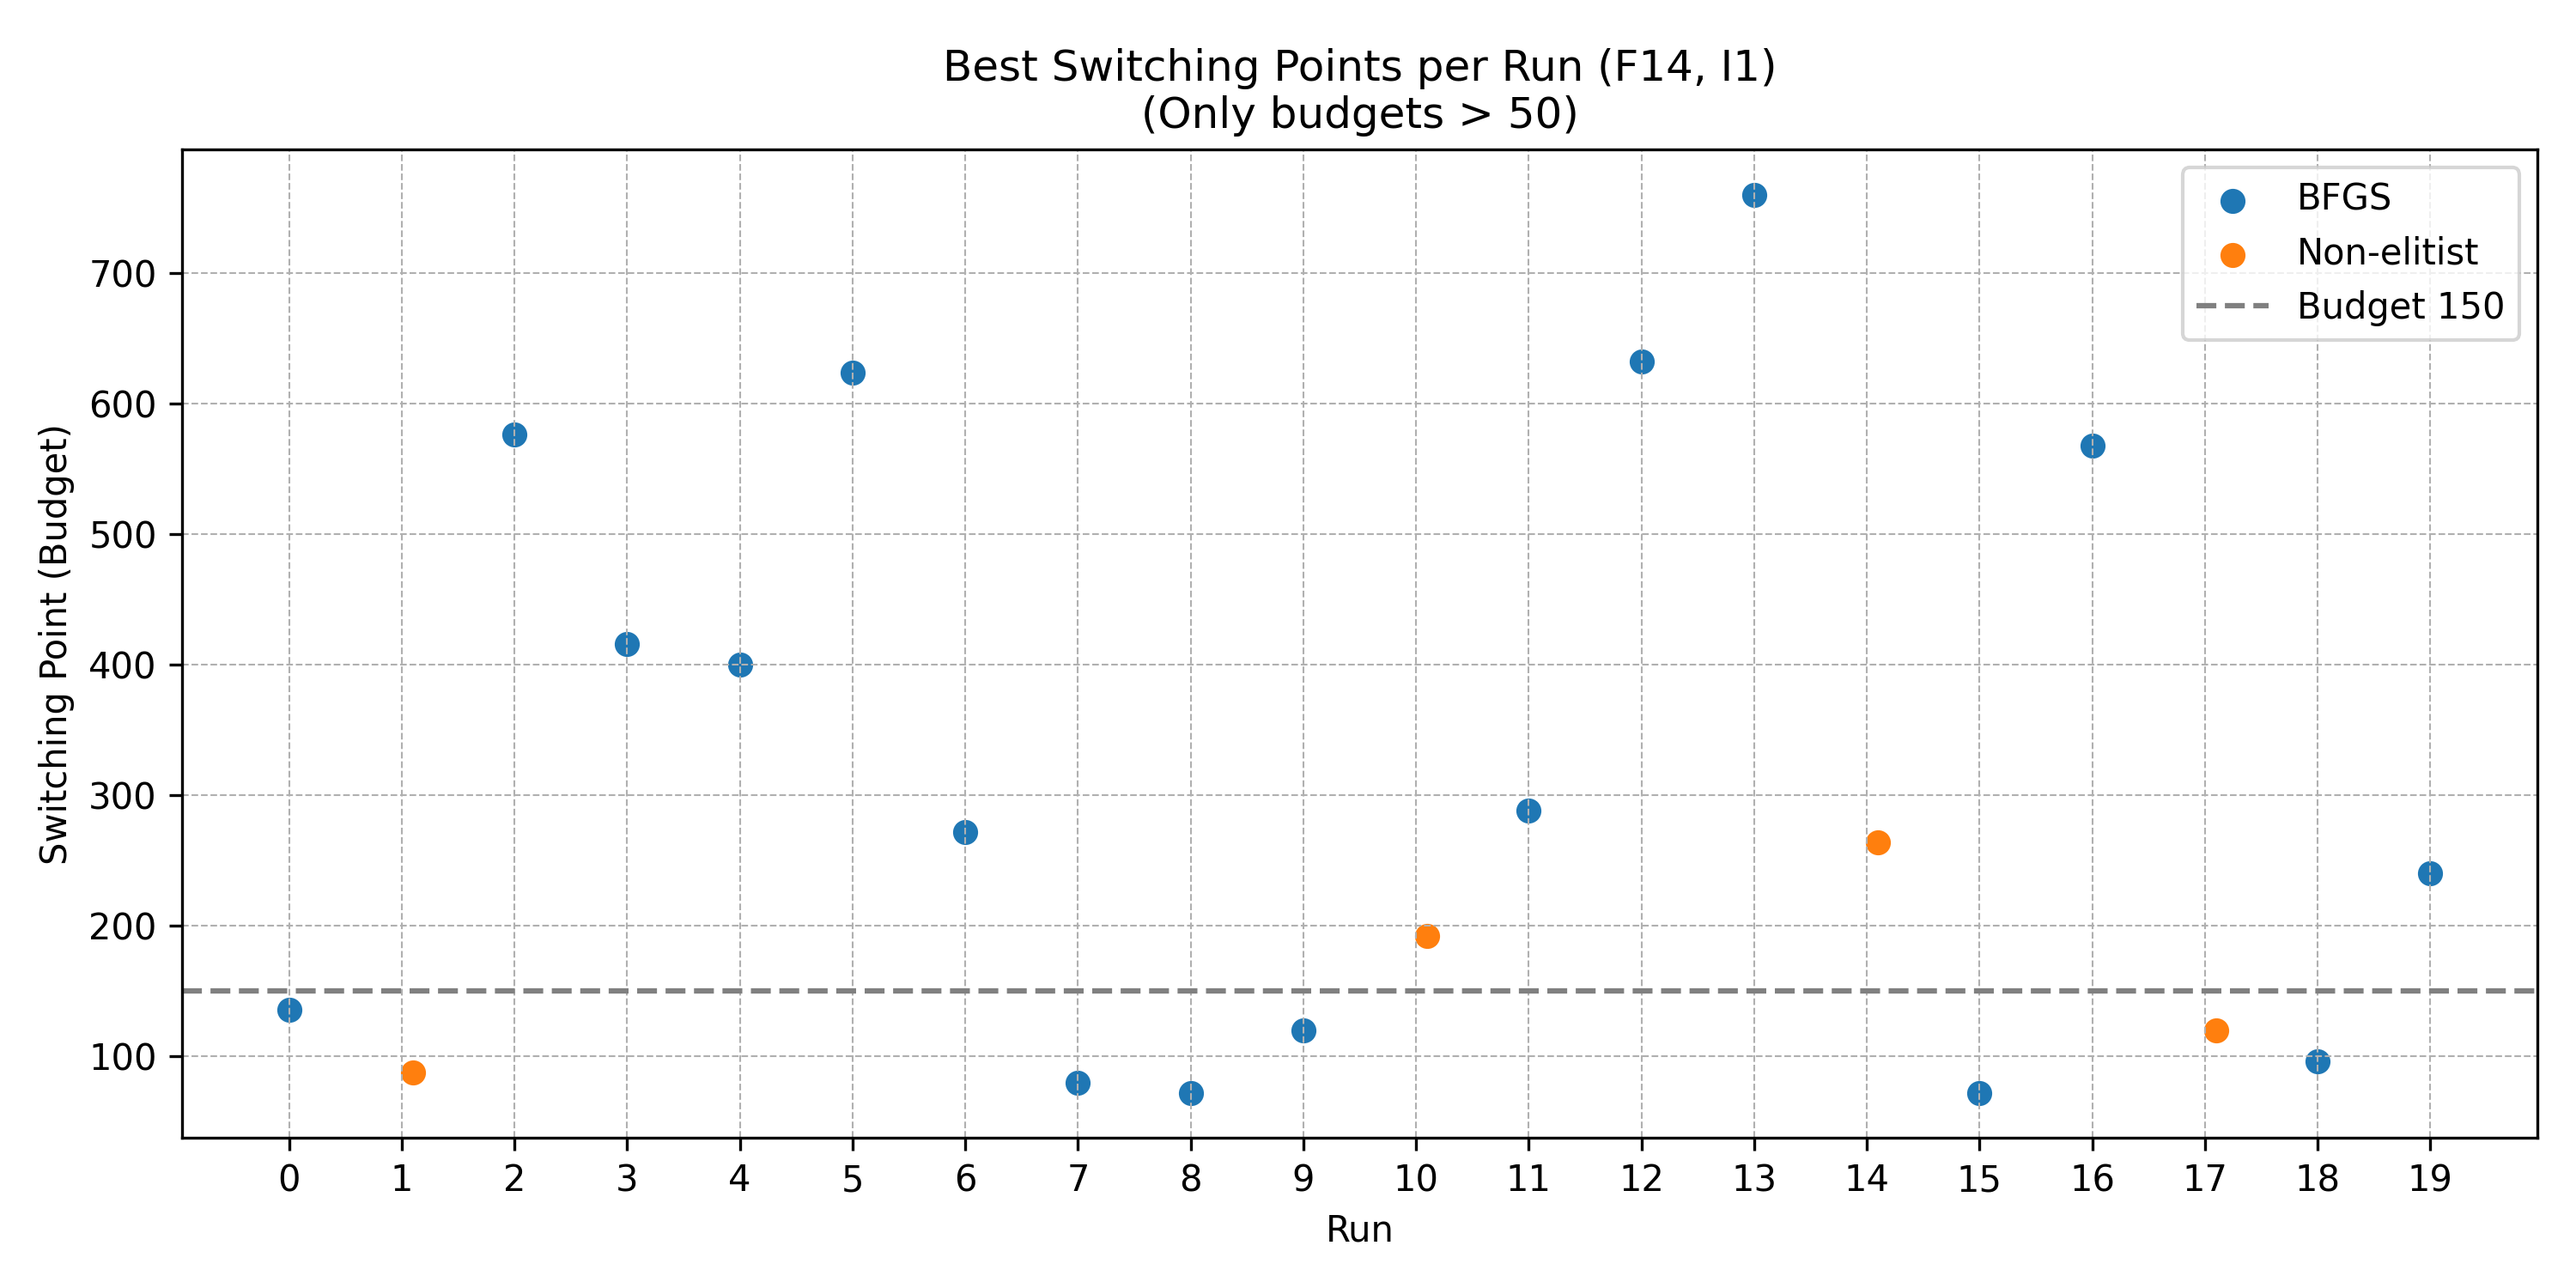 Best Switching Points per Run (F14, I1)
(Only budgets > 50)
BFGS
Non-elitist
Budget 150
Switching Point (Budget)
700
600
500
400
300
200
100
0 1 2 3 4 5 6 7 8 9 10 11 12 13 14 15 16 17 18 19
Run